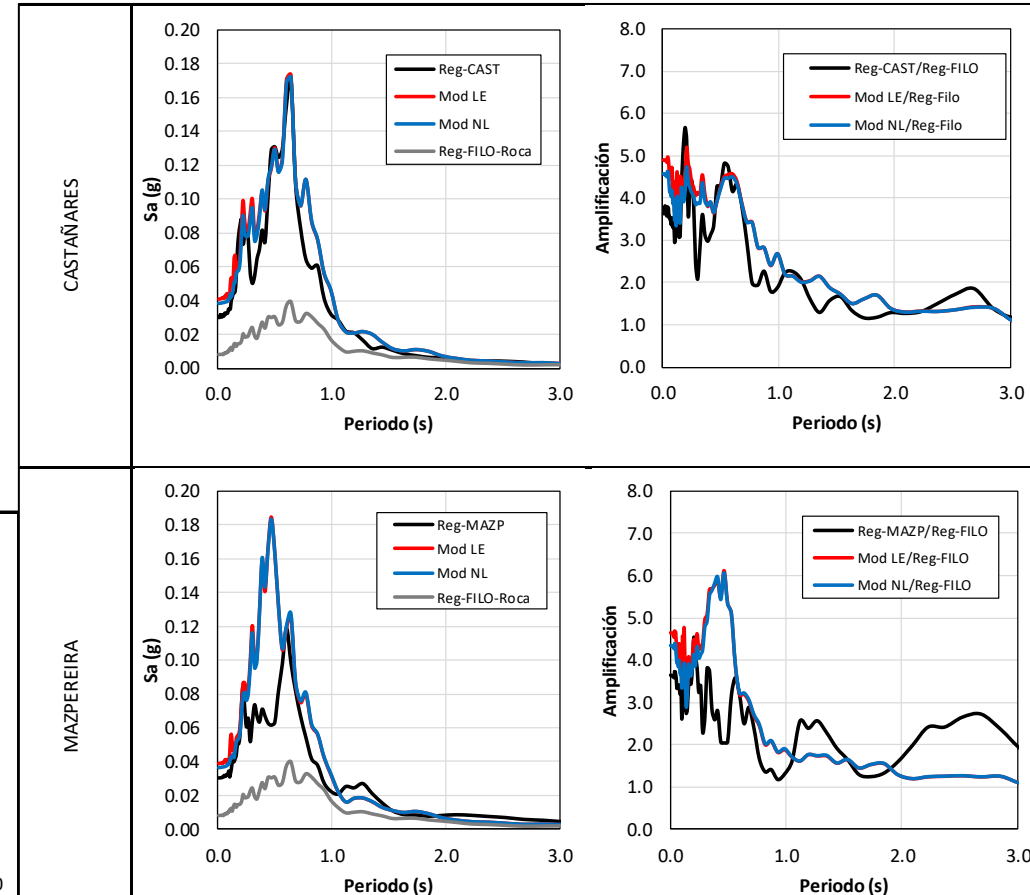 CASTAÑARES
0.20
0.18
0.16
0.14
0.12
0.10
0.08
0.06
0.04
0.02
0.00
Sa (g)
Reg-CAST
Mod LE
Mod NL
Reg-FILO-Roca
0.0 1.0 2.0 3.0
Periodo (s)
8.0
7.0
6.0
5.0
4.0
3.0
2.0
1.0
0.0
Amplificación
Reg-CAST/Reg-FILO
Mod LE/Reg-Filo
Mod NL/Reg-Filo
0.0 1.0 2.0 3.0
Periodo (s)
MAZPEREIRA
0.20
0.18
0.16
0.14
0.12
0.10
0.08
0.06
0.04
0.02
0.00
Sa (g)
Reg-MAZP
Mod LE
Mod NL
Reg-FILO-Roca
0.0 1.0 2.0 3.0
Periodo (s)
8.0
7.0
6.0
5.0
4.0
3.0
2.0
1.0
0.0
Amplificación
Reg-MAZP/Reg-FILO
Mod LE/Reg-FILO
Mod NL/Reg-FILO
0.0 1.0 2.0 3.0
Periodo (s)